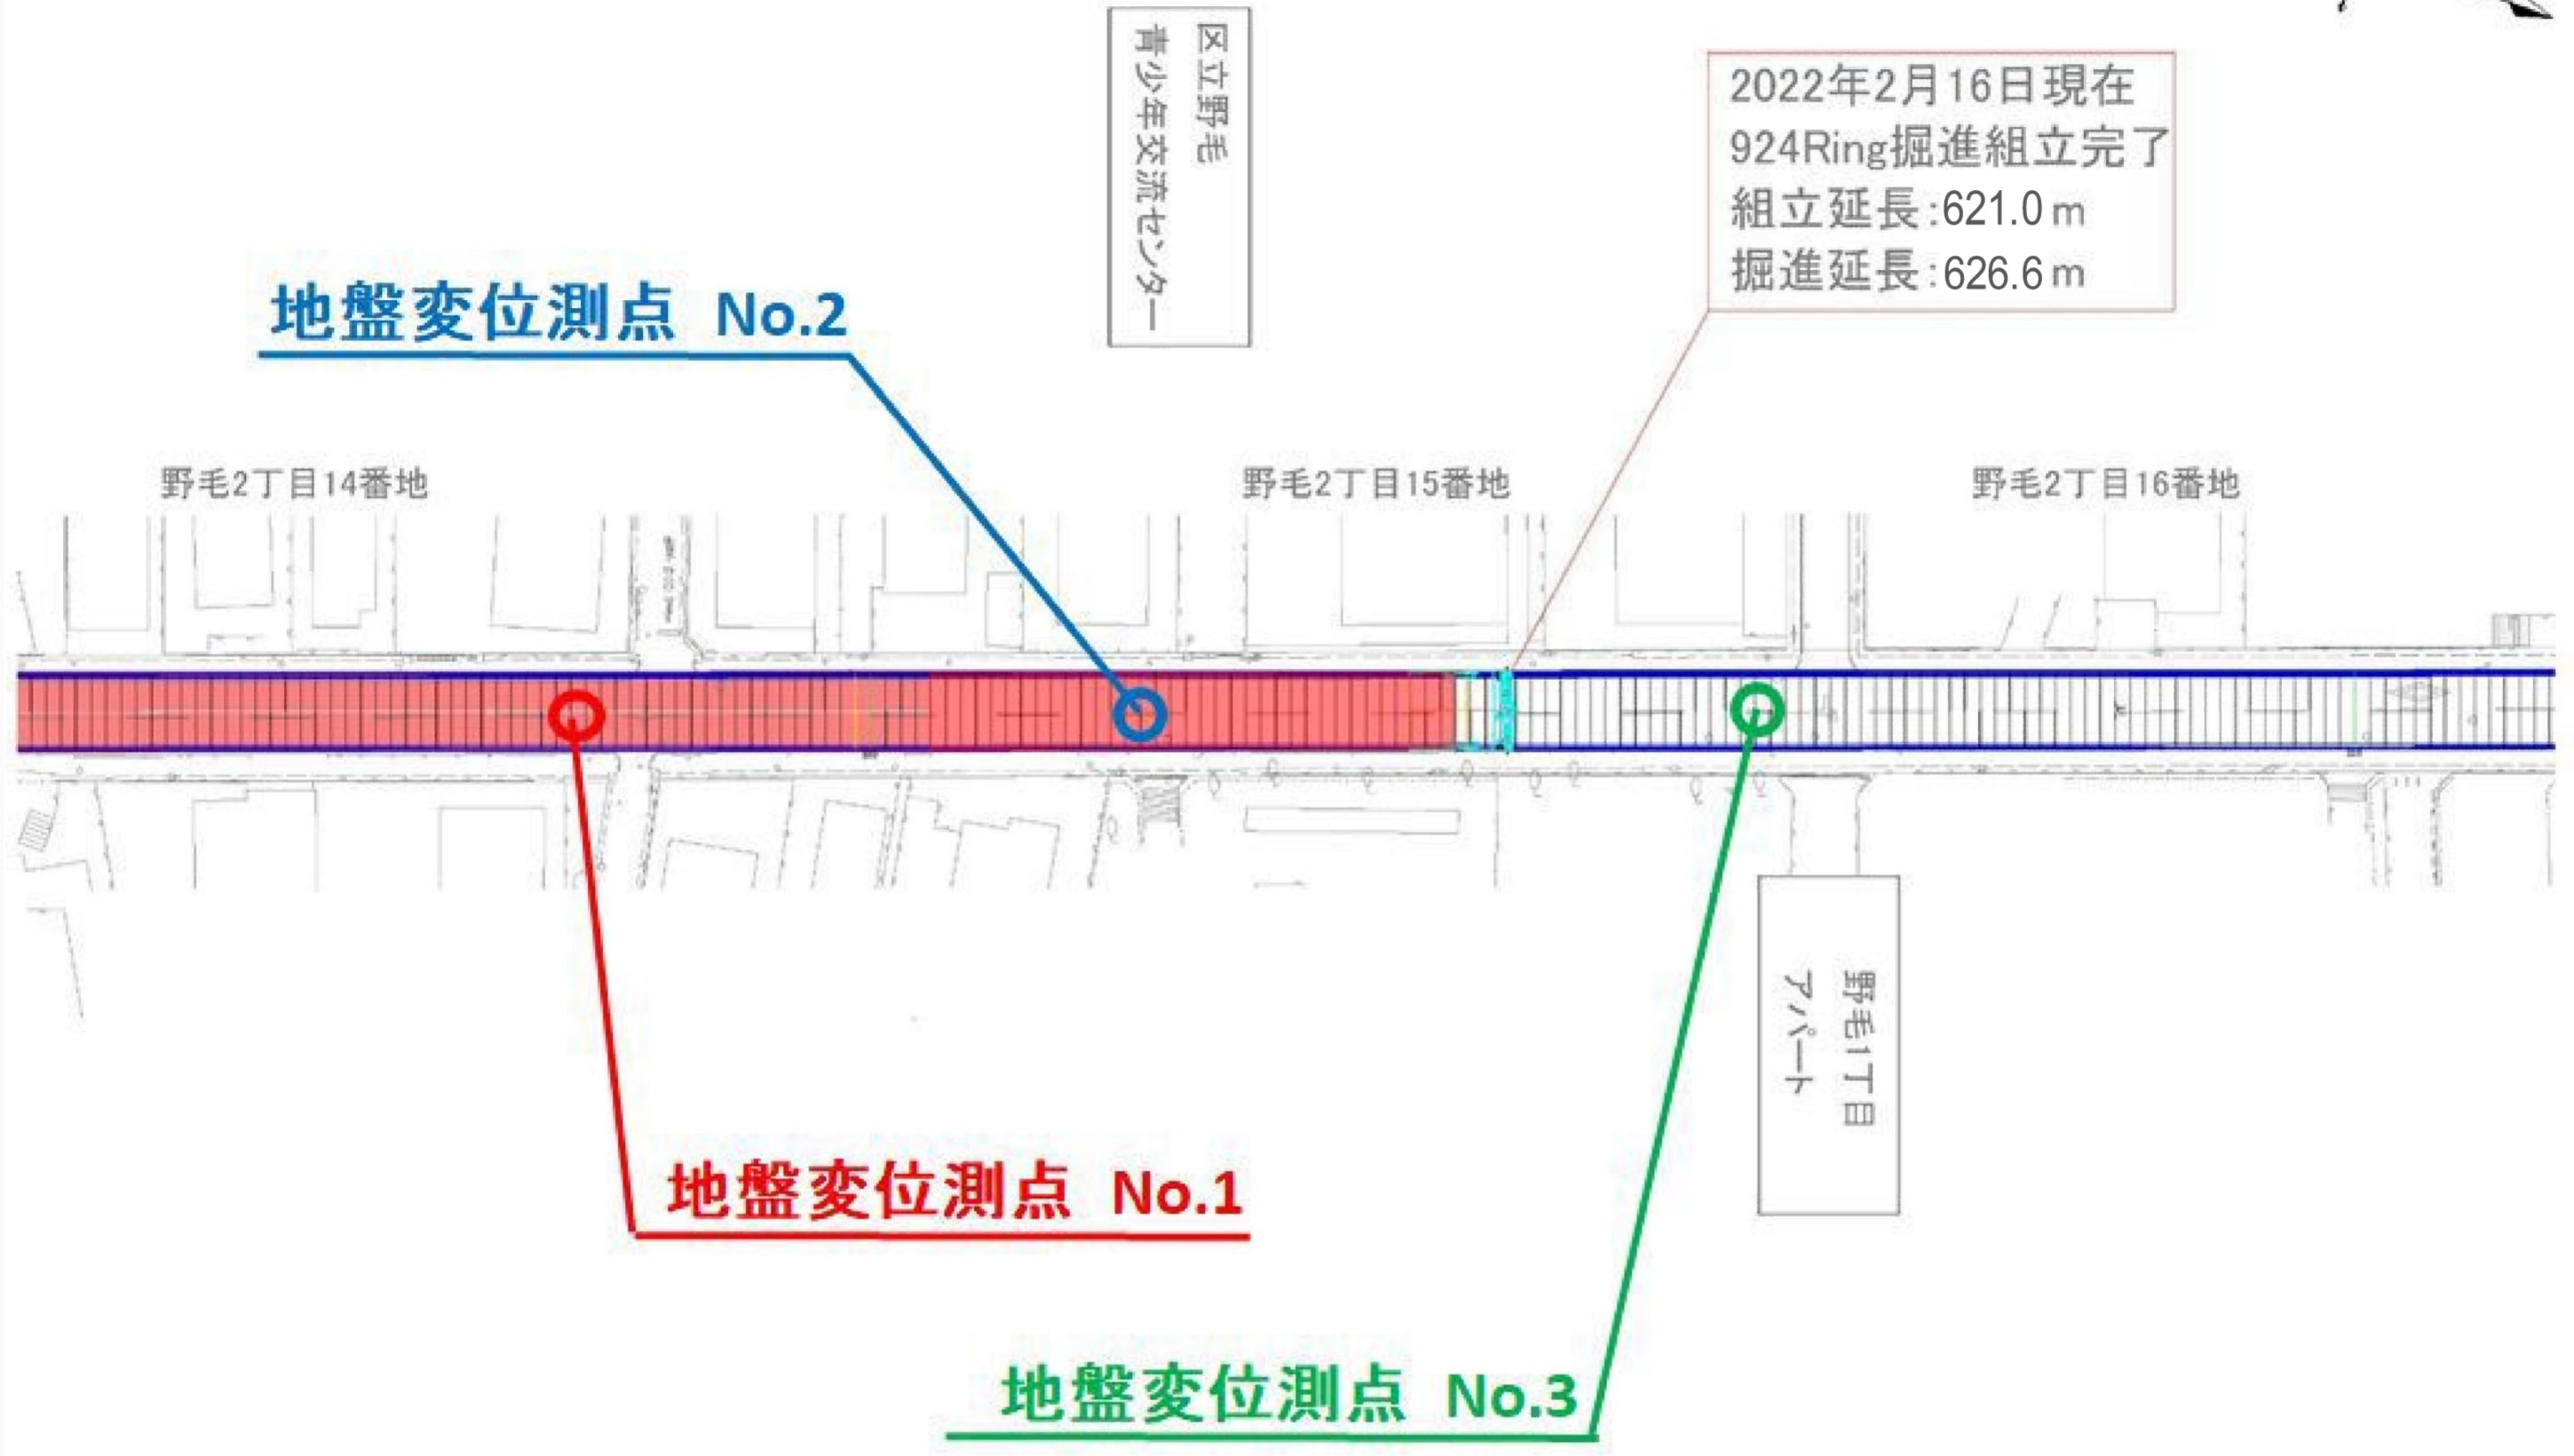 区立野毛
青少年交流センター
2022年2月16日現在
924Ring掘進組立完了
組立延長:621.0m
掘進延長:626.6m
地盤変位測点 No.2
野毛2丁目14番地
野毛2丁目15番地
野毛2丁目16番地
野毛1丁目
アパート
地盤変位測点 No.1
地盤変位測点 No.3